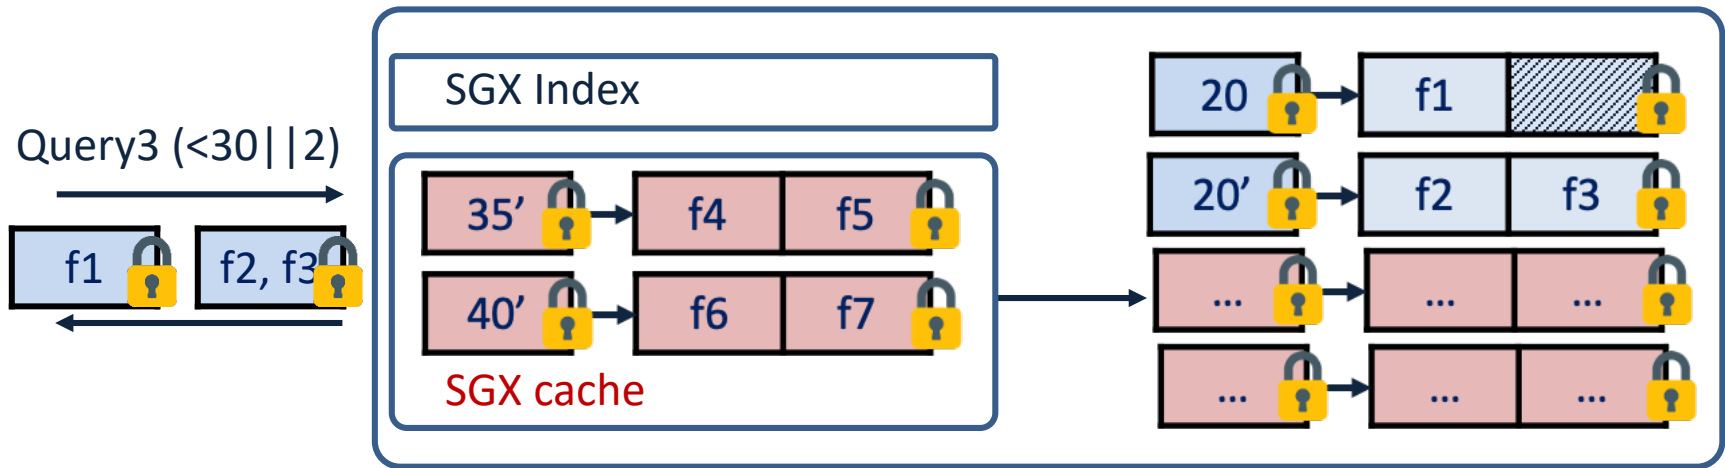 Query3 (<30||2)
f1
f2, f3
SGX Index
35’ f4 f5
40’ f6 f7
SGX cache
20 f1
20’ f2 f3
... ... ...
... ... ...